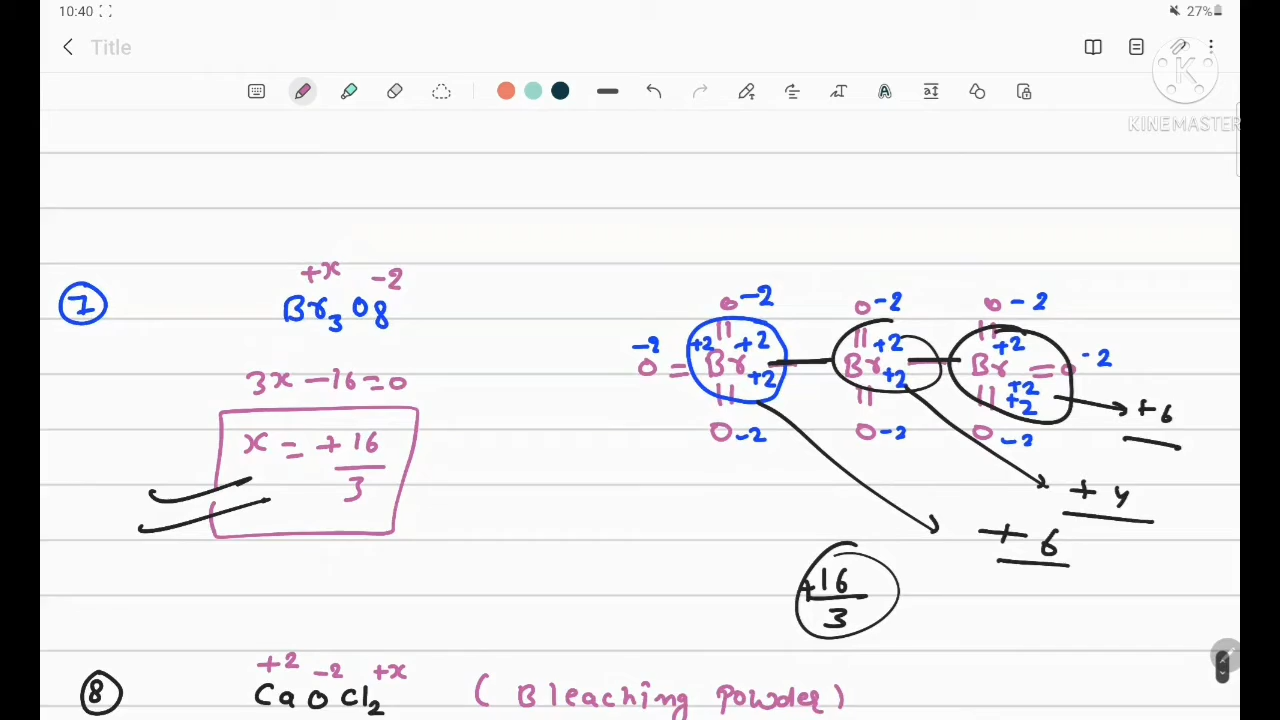 10:40 27%
Title
KINEMASTER
+x -2
7 Br3O8
3x - 16 = 0
x = +16/3
O -2 O -2 O -2
+2 +2 +2 +2
-2 O = Br — Br — Br = O -2
+2 +2 +2 +2
O -2 O -2 O -2
+6
+4
+6
+16/3
+2 -2 +x
8 CaOCl2 (Bleaching powder)